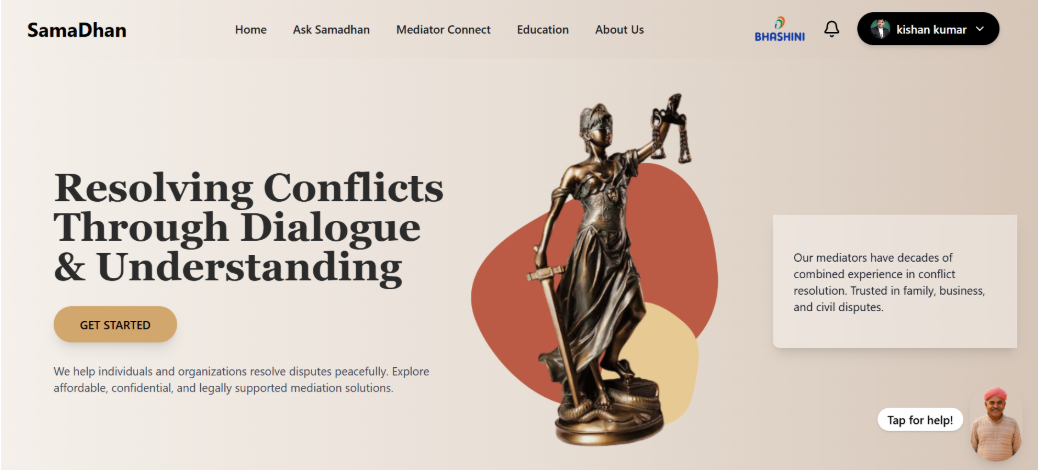 SamaDhan
Home
Ask Samadhan
Mediator Connect
Education
About Us
BHASHINI
kishan kumar
Resolving Conflicts
Through Dialogue
& Understanding
GET STARTED
We help individuals and organizations resolve disputes peacefully. Explore
affordable, confidential, and legally supported mediation solutions.
Our mediators have decades of
combined experience in conflict
resolution. Trusted in family, business,
and civil disputes.
Tap for help!